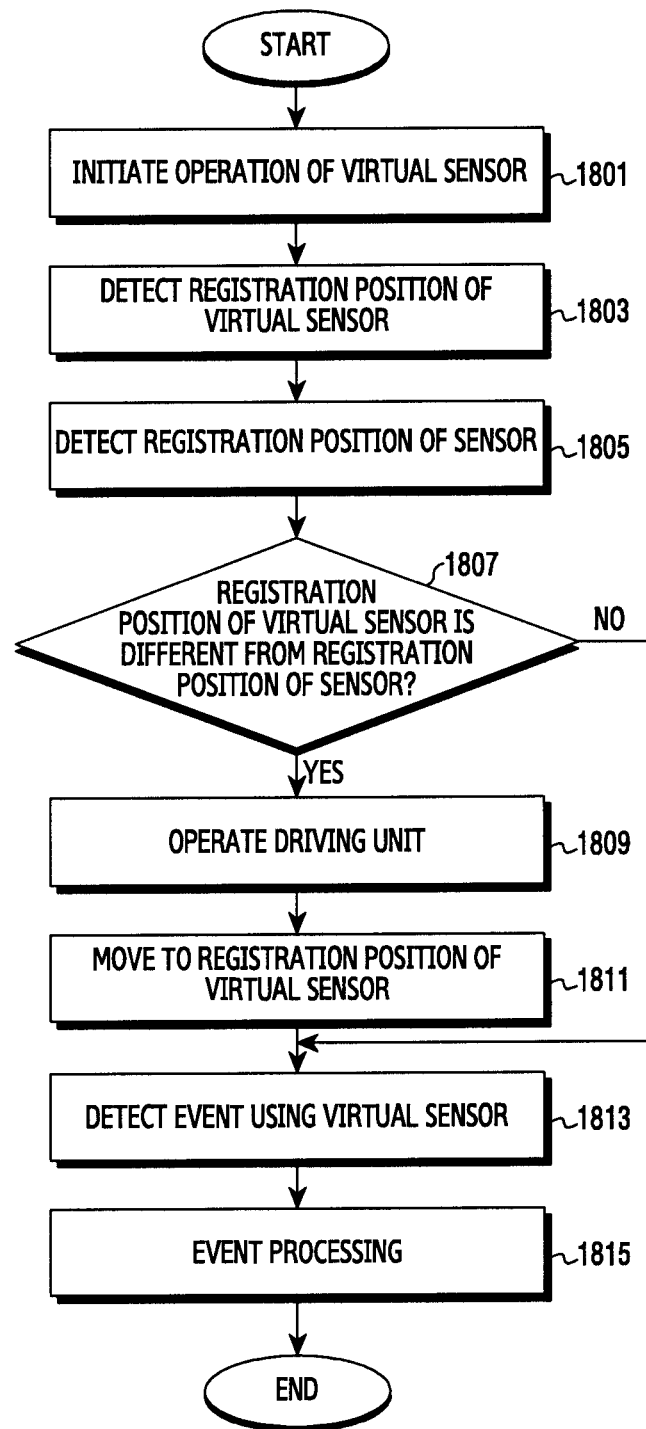 START
INITIATE OPERATION OF VIRTUAL SENSOR
1801
DETECT REGISTRATION POSITION OF
VIRTUAL SENSOR
1803
DETECT REGISTRATION POSITION OF SENSOR
1805
1807
REGISTRATION
POSITION OF VIRTUAL SENSOR IS
DIFFERENT FROM REGISTRATION
POSITION OF SENSOR?
NO
YES
OPERATE DRIVING UNIT
1809
MOVE TO REGISTRATION POSITION OF
VIRTUAL SENSOR
1811
DETECT EVENT USING VIRTUAL SENSOR
1813
EVENT PROCESSING
1815
END